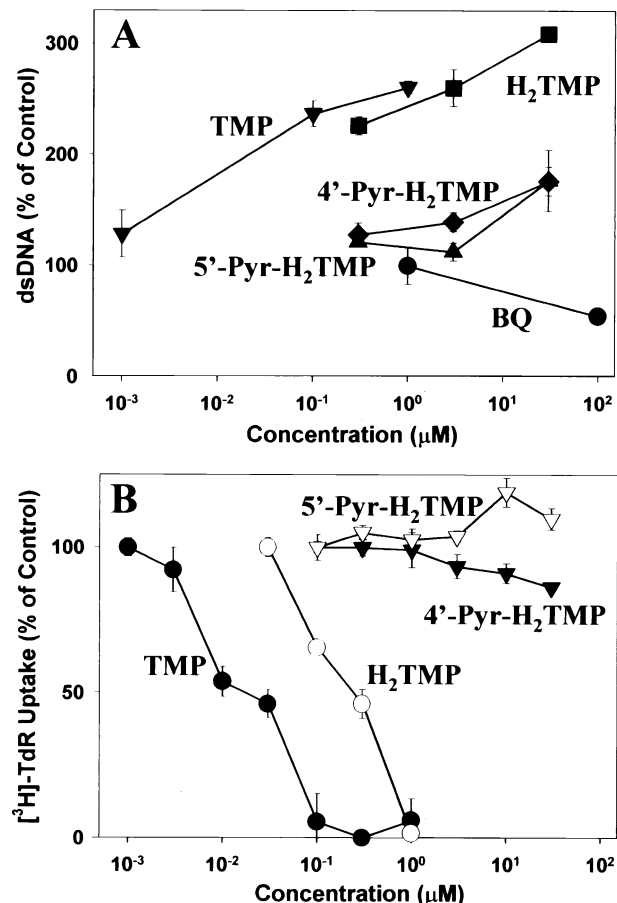 A
300
200
100
0
dsDNA (% of Control)
TMP
H₂TMP
4'-Pyr-H₂TMP
5'-Pyr-H₂TMP
BQ
10⁻³ 10⁻² 10⁻¹ 10⁰ 10¹ 10²
Concentration (μM)
B
100
50
0
[³H]-TdR Uptake (% of Control)
5'-Pyr-H₂TMP
4'-Pyr-H₂TMP
TMP
H₂TMP
10⁻³ 10⁻² 10⁻¹ 10⁰ 10¹ 10²
Concentration (μM)